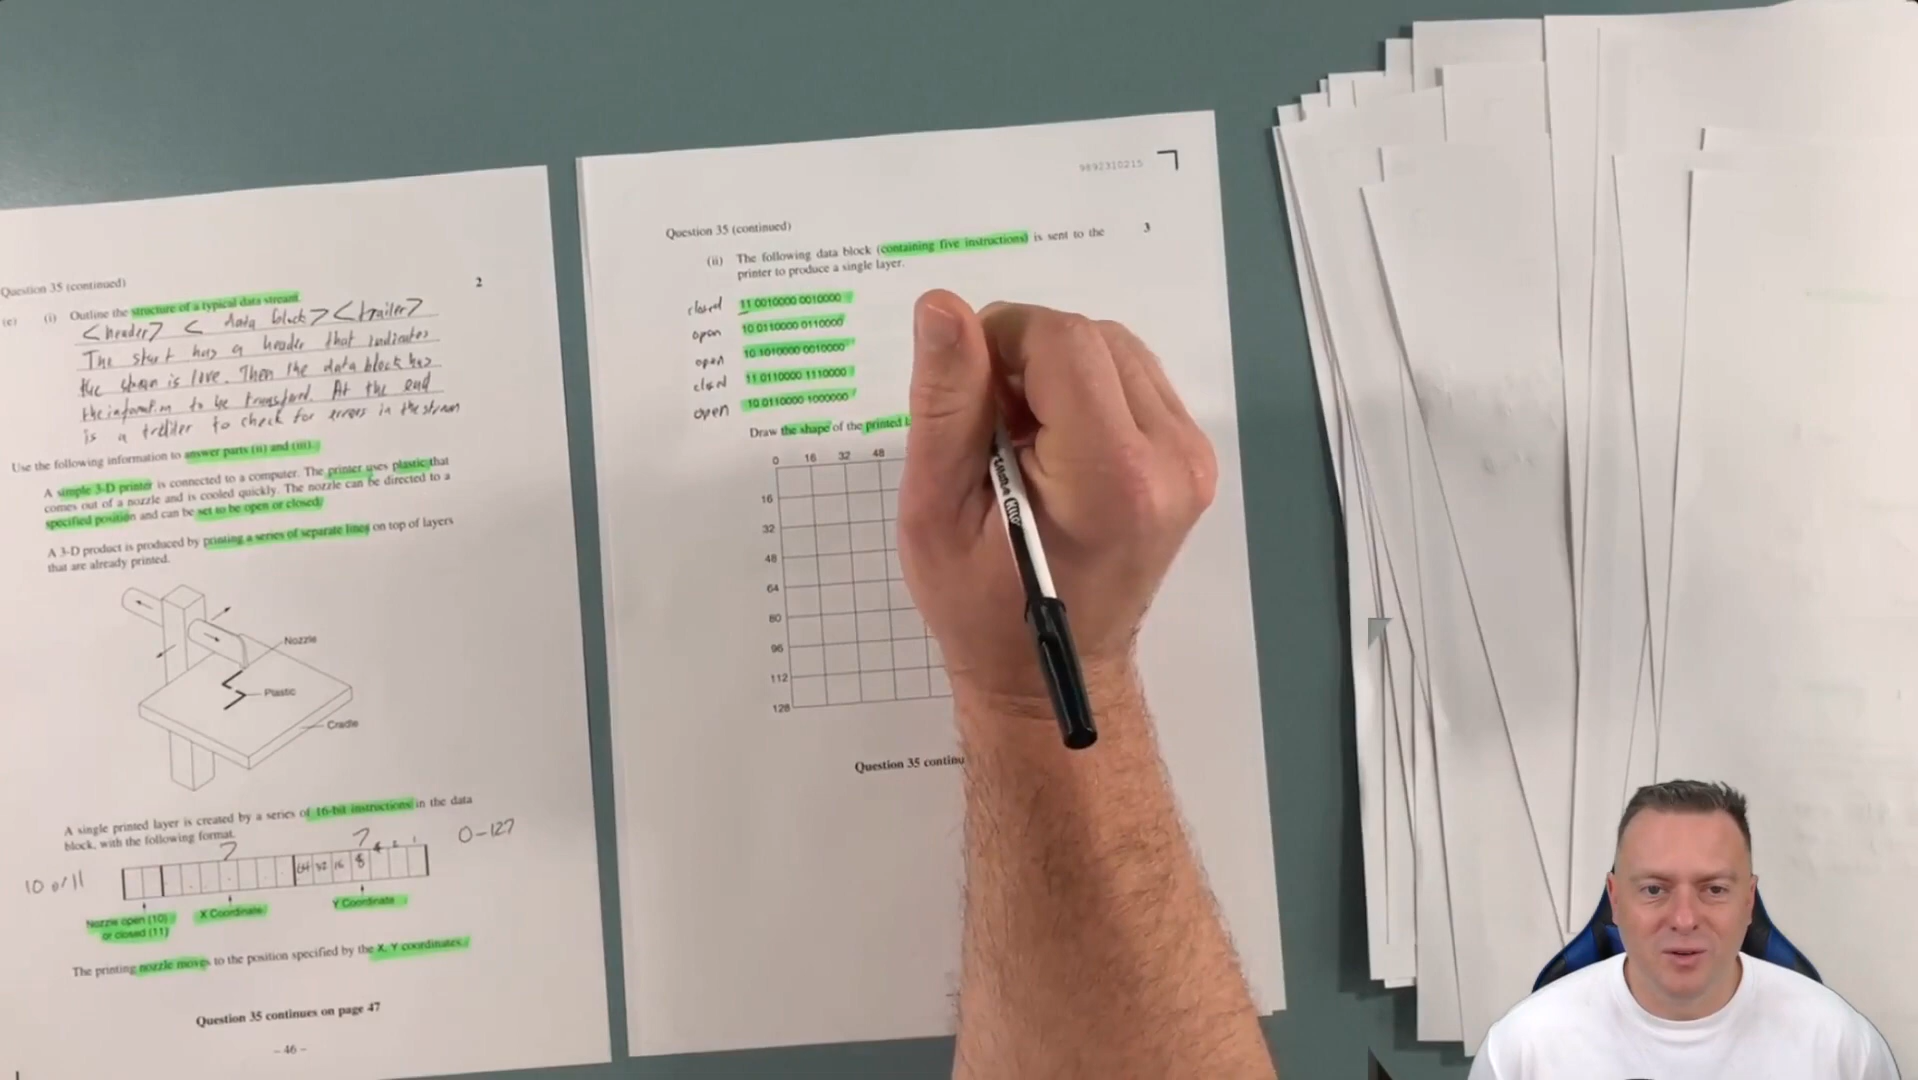 Question 35 (continued)
2
(c) (i) Outline the structure of a typical data stream.
<header> < data block> <trailer>
The start has a header that indicates
the stream is . Then the data block has
the information to be . At the end
is a to check for errors in the stream
Use the following information to answer parts (ii) and (iii).
A simple 3-D printer is connected to a computer. The printer uses plastic that
comes out of a nozzle and is cooled quickly. The nozzle can be directed to a
specified position and can be set to be open or closed.
A 3-D product is produced by printing a series of separate lines on top of layers
that are already printed.
Nozzle
Plastic
Cradle
A single printed layer is created by a series of 16-bit instructions in the data
block, with the following format.
7
7
0-127
10 or 11
64 32 16 8 4 2 1
Nozzle open (10)
or closed (11)
X Coordinate
Y Coordinate
The printing nozzle moves to the position specified by the X, Y coordinates.
Question 35 continues on page 47
– 46 –
9892310215
Question 35 (continued)
(ii) The following data block (containing five instructions) is sent to the
printer to produce a single layer.
3
closed 11 0010000 0010000
open 10 0110000 0110000
open 10 1010000 0010000
closed 11 0110000 1110000
open 10 0110000 1000000
Draw the shape of the printed
0 16 32 48
16
32
48
64
80
96
112
128
Question 35